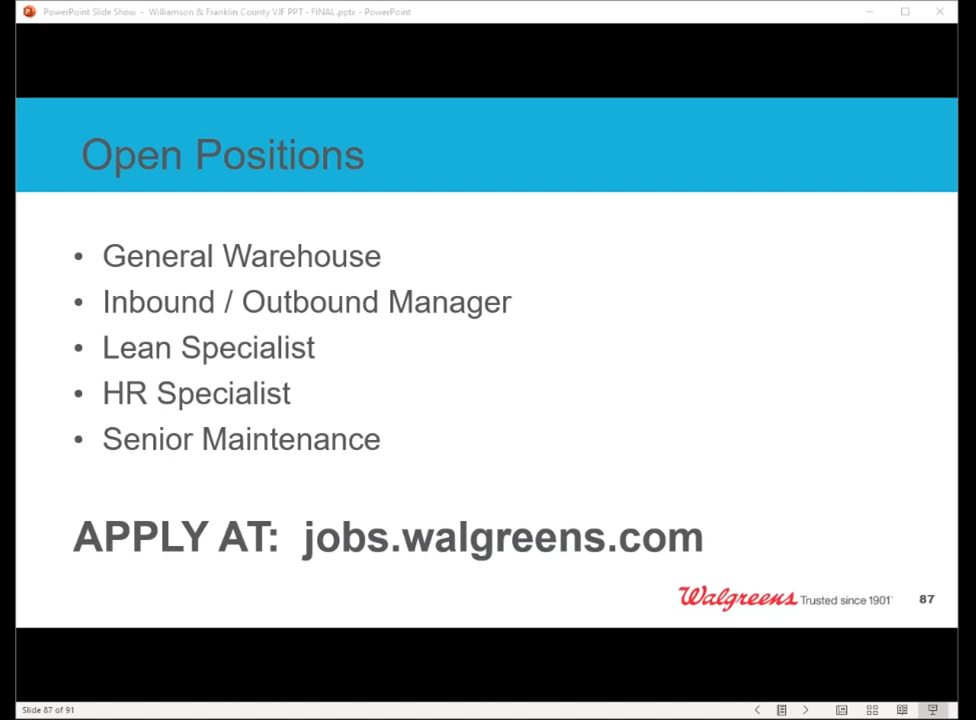 PowerPoint Slide Show - Williamson & Franklin County VJF PPT - FINAL.ppts - PowerPoint
Open Positions
• General Warehouse
• Inbound / Outbound Manager
• Lean Specialist
• HR Specialist
• Senior Maintenance
APPLY AT: jobs.walgreens.com
Walgreens Trusted since 1901 87
Slide 87 of 91